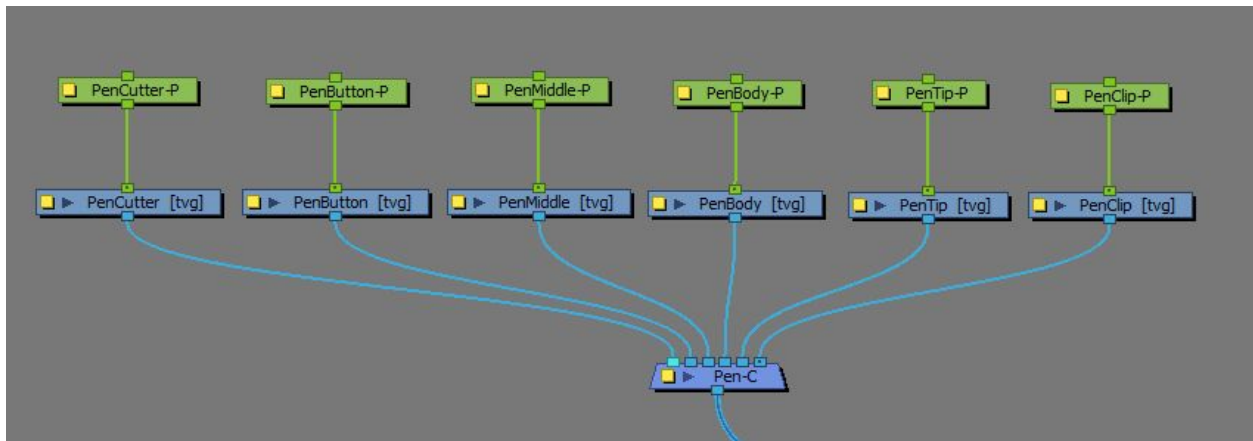 PenCutter-P
PenButton-P
PenMiddle-P
PenBody-P
PenTip-P
PenClip-P
PenCutter [tvg]
PenButton [tvg]
PenMiddle [tvg]
PenBody [tvg]
PenTip [tvg]
PenClip [tvg]
Pen-C